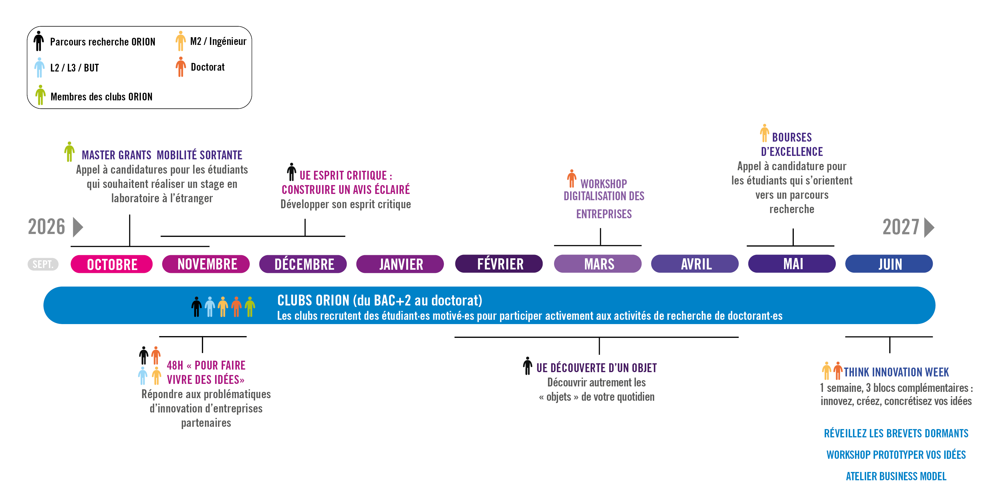 Parcours recherche ORION
M2 / Ingénieur
L2 / L3 / BUT
Doctorat
Membres des clubs ORION
MASTER GRANTS  MOBILITÉ SORTANTE
Appel à candidatures pour les étudiants
qui souhaitent réaliser un stage en
laboratoire à l'étranger
UE ESPRIT CRITIQUE :
CONSTRUIRE UN AVIS ÉCLAIRÉ
Développer son esprit critique
WORKSHOP
DIGITALISATION DES
ENTREPRISES
BOURSES
D'EXCELLENCE
Appel à candidature pour
les étudiants qui s'orientent
vers un parcours
recherche
2026
2027
SEPT.
OCTOBRE
NOVEMBRE
DÉCEMBRE
JANVIER
FÉVRIER
MARS
AVRIL
MAI
JUIN
CLUBS ORION (du BAC+2 au doctorat)
Les clubs recrutent des étudiant·es motivé·es pour participer activement aux activités de recherche de doctorant·es
48H « POUR FAIRE
VIVRE DES IDÉES»
Répondre aux problématiques
d'innovation d'entreprises
partenaires
UE DÉCOUVERTE D'UN OBJET
Découvrir autrement les
« objets » de votre quotidien
THINK INNOVATION WEEK
1 semaine, 3 blocs complémentaires :
innovez, créez, concrétisez vos idées
RÉVEILLEZ LES BREVETS DORMANTS
WORKSHOP PROTOTYPER VOS IDÉES
ATELIER BUSINESS MODEL